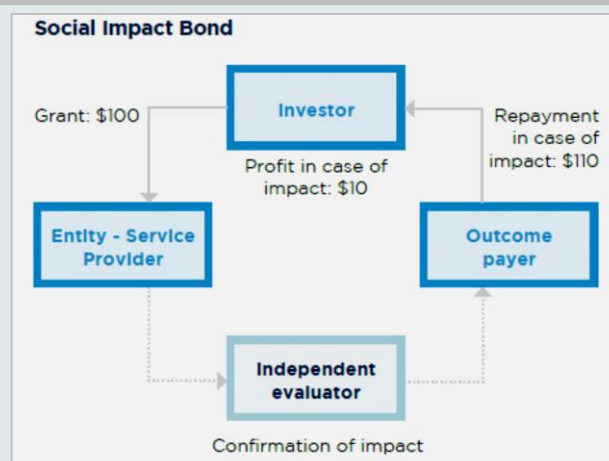 Social Impact Bond
Grant: $100
Investor
Repayment
in case of
impact: $110
Profit in case of
impact: $10
Entity - Service
Provider
Outcome
payer
Independent
evaluator
Confirmation of impact